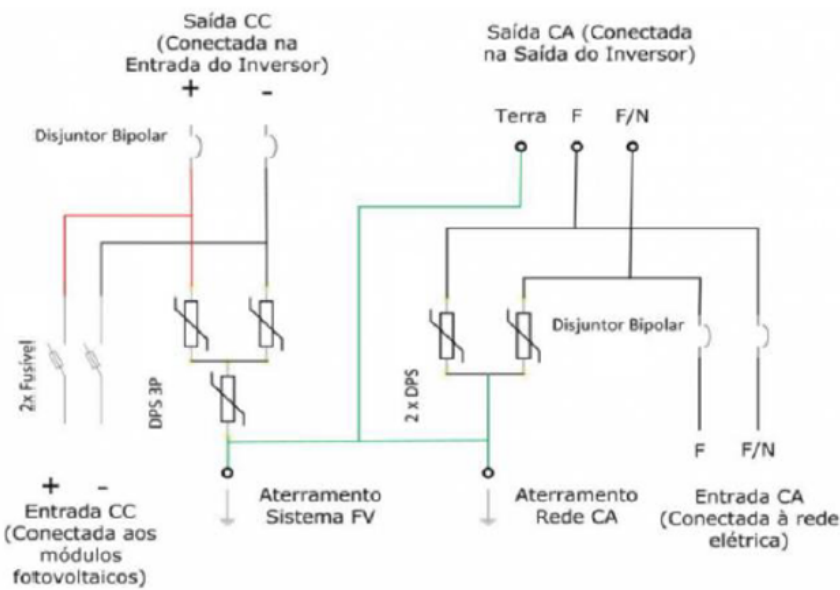 Saída CC
(Conectada na
Entrada do Inversor)
+ -
Disjuntor Bipolar
2x Fusível
DPS 3P
+ -
Entrada CC
(Conectada aos
módulos
fotovoltaicos)
Aterramento
Sistema FV
Saída CA (Conectada
na Saída do Inversor)
Terra F F/N
2 x DPS
Disjuntor Bipolar
Aterramento
Rede CA
F F/N
Entrada CA
(Conectada à rede
elétrica)